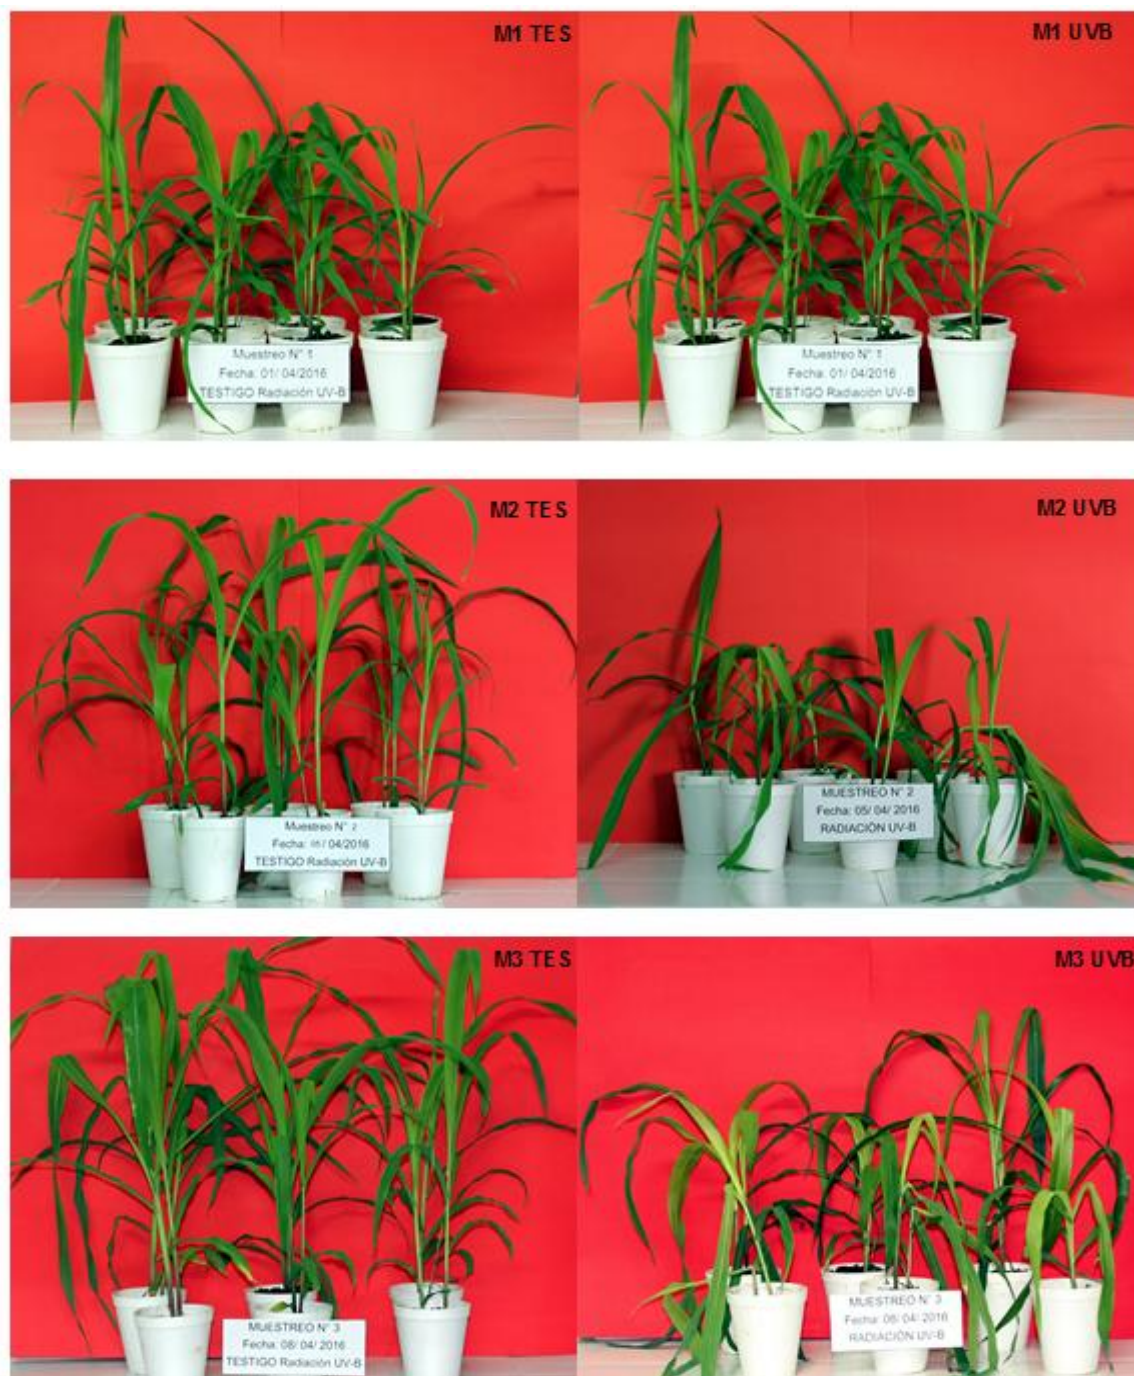 M1 TES
M1 UVB
Muestreo N° 1
Fecha: 01/ 04/2016
TESTIGO Radiación UV-B
Muestreo N° 1
Fecha: 01/ 04/2016
TESTIGO Radiación UV-B
M2 TES
M2 UVB
Muestreo N° 2
Fecha: / 04/2016
TESTIGO Radiación UV-B
MUESTREO N° 2
Fecha: 05/ 04/ 2016
RADIACIÓN UV-B
M3 TES
M3 UVB
MUESTREO N° 3
Fecha: 08/ 04/ 2016
TESTIGO Radiación UV-B
MUESTREO N° 3
Fecha: 08/ 04/ 2016
RADIACIÓN UV-B